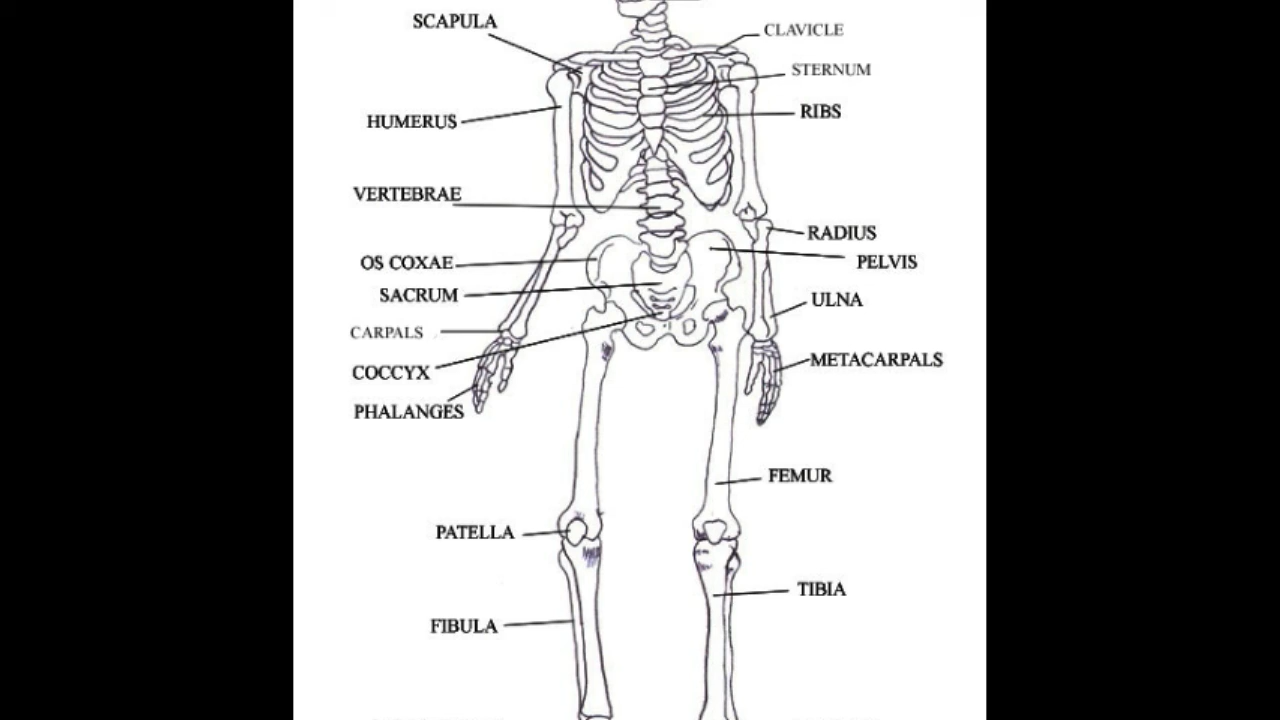 SCAPULA
CLAVICLE
STERNUM
RIBS
HUMERUS
VERTEBRAE
RADIUS
OS COXAE
PELVIS
SACRUM
ULNA
CARPALS
METACARPALS
COCCYX
PHALANGES
FEMUR
PATELLA
TIBIA
FIBULA